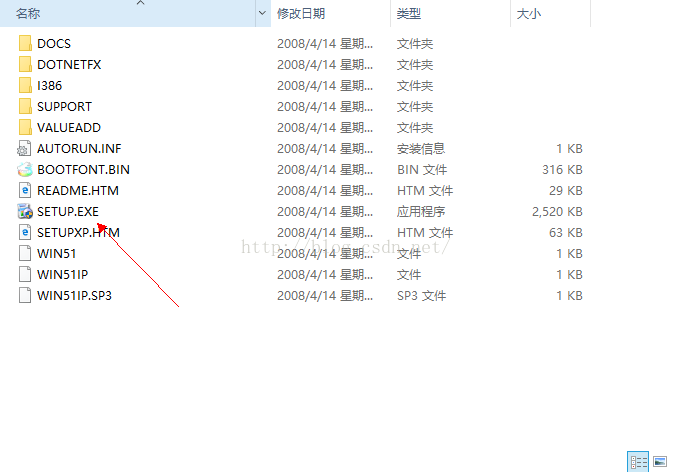 名称 修改日期 类型 大小
DOCS 2008/4/14 星期... 文件夹
DOTNETFX 2008/4/14 星期... 文件夹
I386 2008/4/14 星期... 文件夹
SUPPORT 2008/4/14 星期... 文件夹
VALUEADD 2008/4/14 星期... 文件夹
AUTORUN.INF 2008/4/14 星期... 安装信息 1 KB
BOOTFONT.BIN 2008/4/14 星期... BIN 文件 316 KB
README.HTM 2008/4/14 星期... HTM 文件 29 KB
SETUP.EXE 2008/4/14 星期... 应用程序 2,520 KB
SETUPXP.HTM 2008/4/14 星期... HTM 文件 63 KB
http://blog.csdn.net/
WIN51 2008/4/14 星期... 文件 1 KB
WIN51IP 2008/4/14 星期... 文件 1 KB
WIN51IP.SP3 2008/4/14 星期... SP3 文件 1 KB